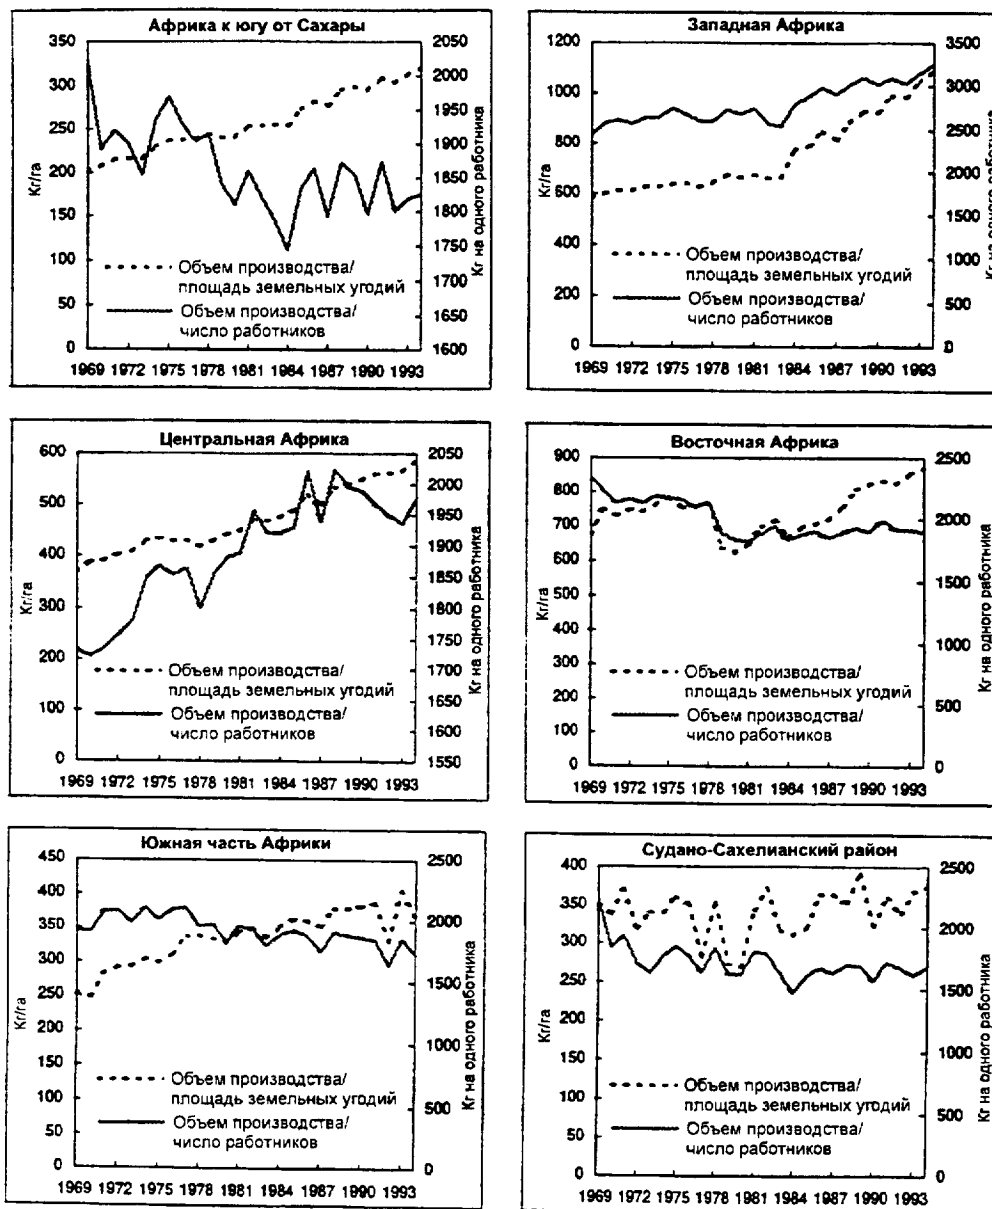 Африка к югу от Сахары
350
300
250
200
150
100
50
0
Кг/га
2050
2000
1950
1900
1850
1800
1750
1700
1650
1600
Кг на одного работника
Объем производства/
площадь земельных угодий
Объем производства/
число работников
1969 1972 1975 1978 1981 1984 1987 1990 1993
Западная Африка
1200
1000
800
600
400
1200
0
Кг/га
3500
3000
2500
2000
1500
1000
500
0
Кг на одного работника
Объем производства/
площадь земельных угодий
Объем производства/
число работников
1969 1972 1975 1978 1981 1984 1987 1990 1993
Центральная Африка
600
500
400
300
200
100
0
Кг/га
2050
2000
1950
1900
1850
1800
1750
1700
1650
1600
1550
Кг на одного работника
Объем производства/
площадь земельных угодий
Объем производства/
число работников
1969 1972 1975 1978 1981 1984 1987 1990 1993
Восточная Африка
900
800
700
600
500
400
300
200
100
0
Кг/га
2500
2000
1500
1000
500
0
Кг на одного работника
Объем производства/
площадь земельных угодий
Объем производства/
число работников
1969 1972 1975 1978 1981 1984 1987 1990 1993
Южная часть Африки
450
400
350
300
250
300
350
100
50
0
Кг/га
2500
2000
1500
1000
500
0
Кг на одного работника
Объем производства/
площадь земельных угодий
Объем производства/
число работников
1969 1972 1975 1978 1981 1984 1987 1990 1993
Судано-Сахелианский район
400
350
300
250
300
350
100
50
0
Кг/га
2500
2000
1500
2000
500
0
Кг на одного работника
Объем производства/
площадь земельных угодий
Объем производства/
число работников
1969 1972 1975 1978 1981 1984 1987 1990 1993